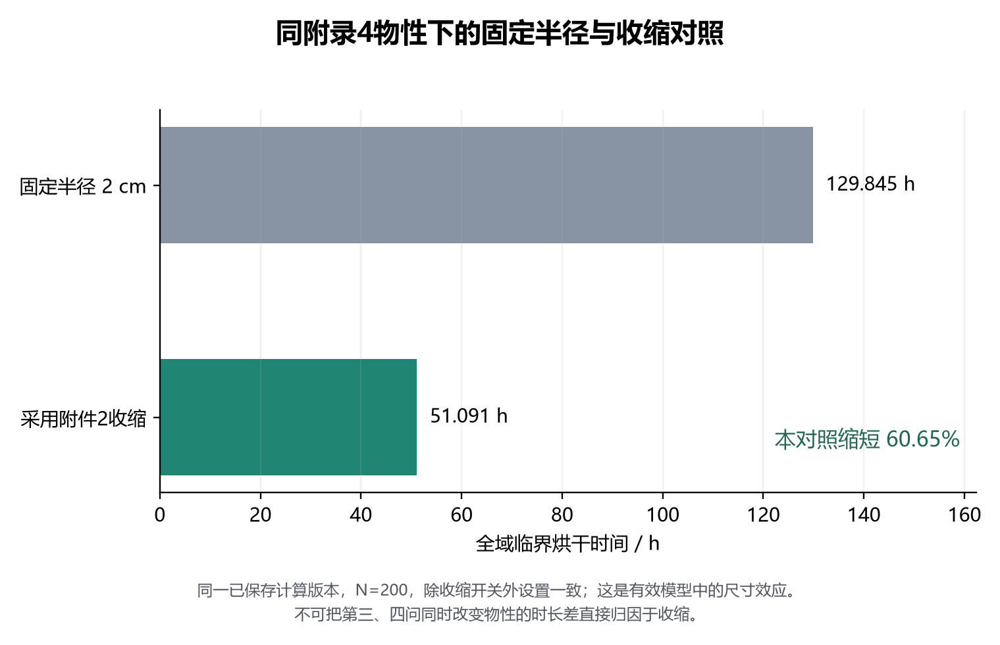 同附录4物性下的固定半径与收缩对照
固定半径 2 cm
129.845 h
采用附件2收缩
51.091 h
本对照缩短 60.65%
0 20 40 60 80 100 120 140 160
全域临界烘干时间 / h
同一已保存计算版本，N=200，除收缩开关外设置一致；这是有效模型中的尺寸效应。
不可把第三、四问同时改变物性的时长差直接归因于收缩。